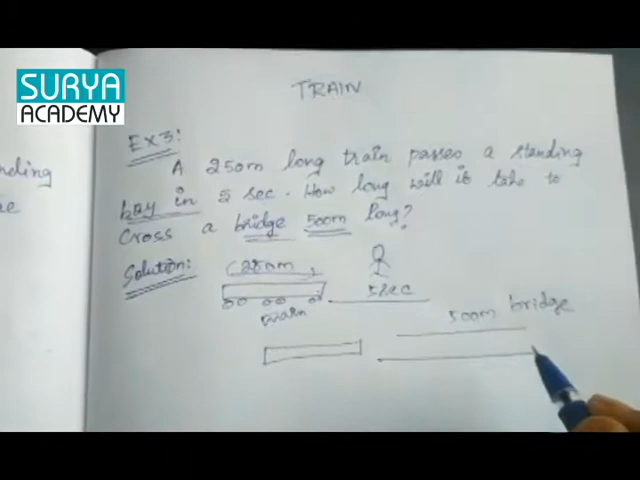 SURYA
ACADEMY
TRAIN
nding
EX3:
A 250m long train passes a standing
boy in 5 sec. How long will it take to
cross a bridge 500m long?
Solution:
250m
5sec
train
500m bridge